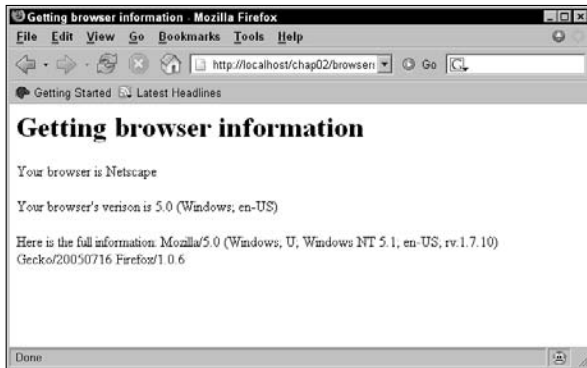 Getting browser information - Mozilla Firefox
File Edit View Go Bookmarks Tools Help
http://localhost/chap02/browseri Go
Getting Started Latest Headlines
Getting browser information
Your browser is Netscape
Your browser's verison is 5.0 (Windows; en-US)
Here is the full information: Mozilla/5.0 (Windows; U; Windows NT 5.1; en-US; rv:1.7.10)
Gecko/20050716 Firefox/1.0.6
Done